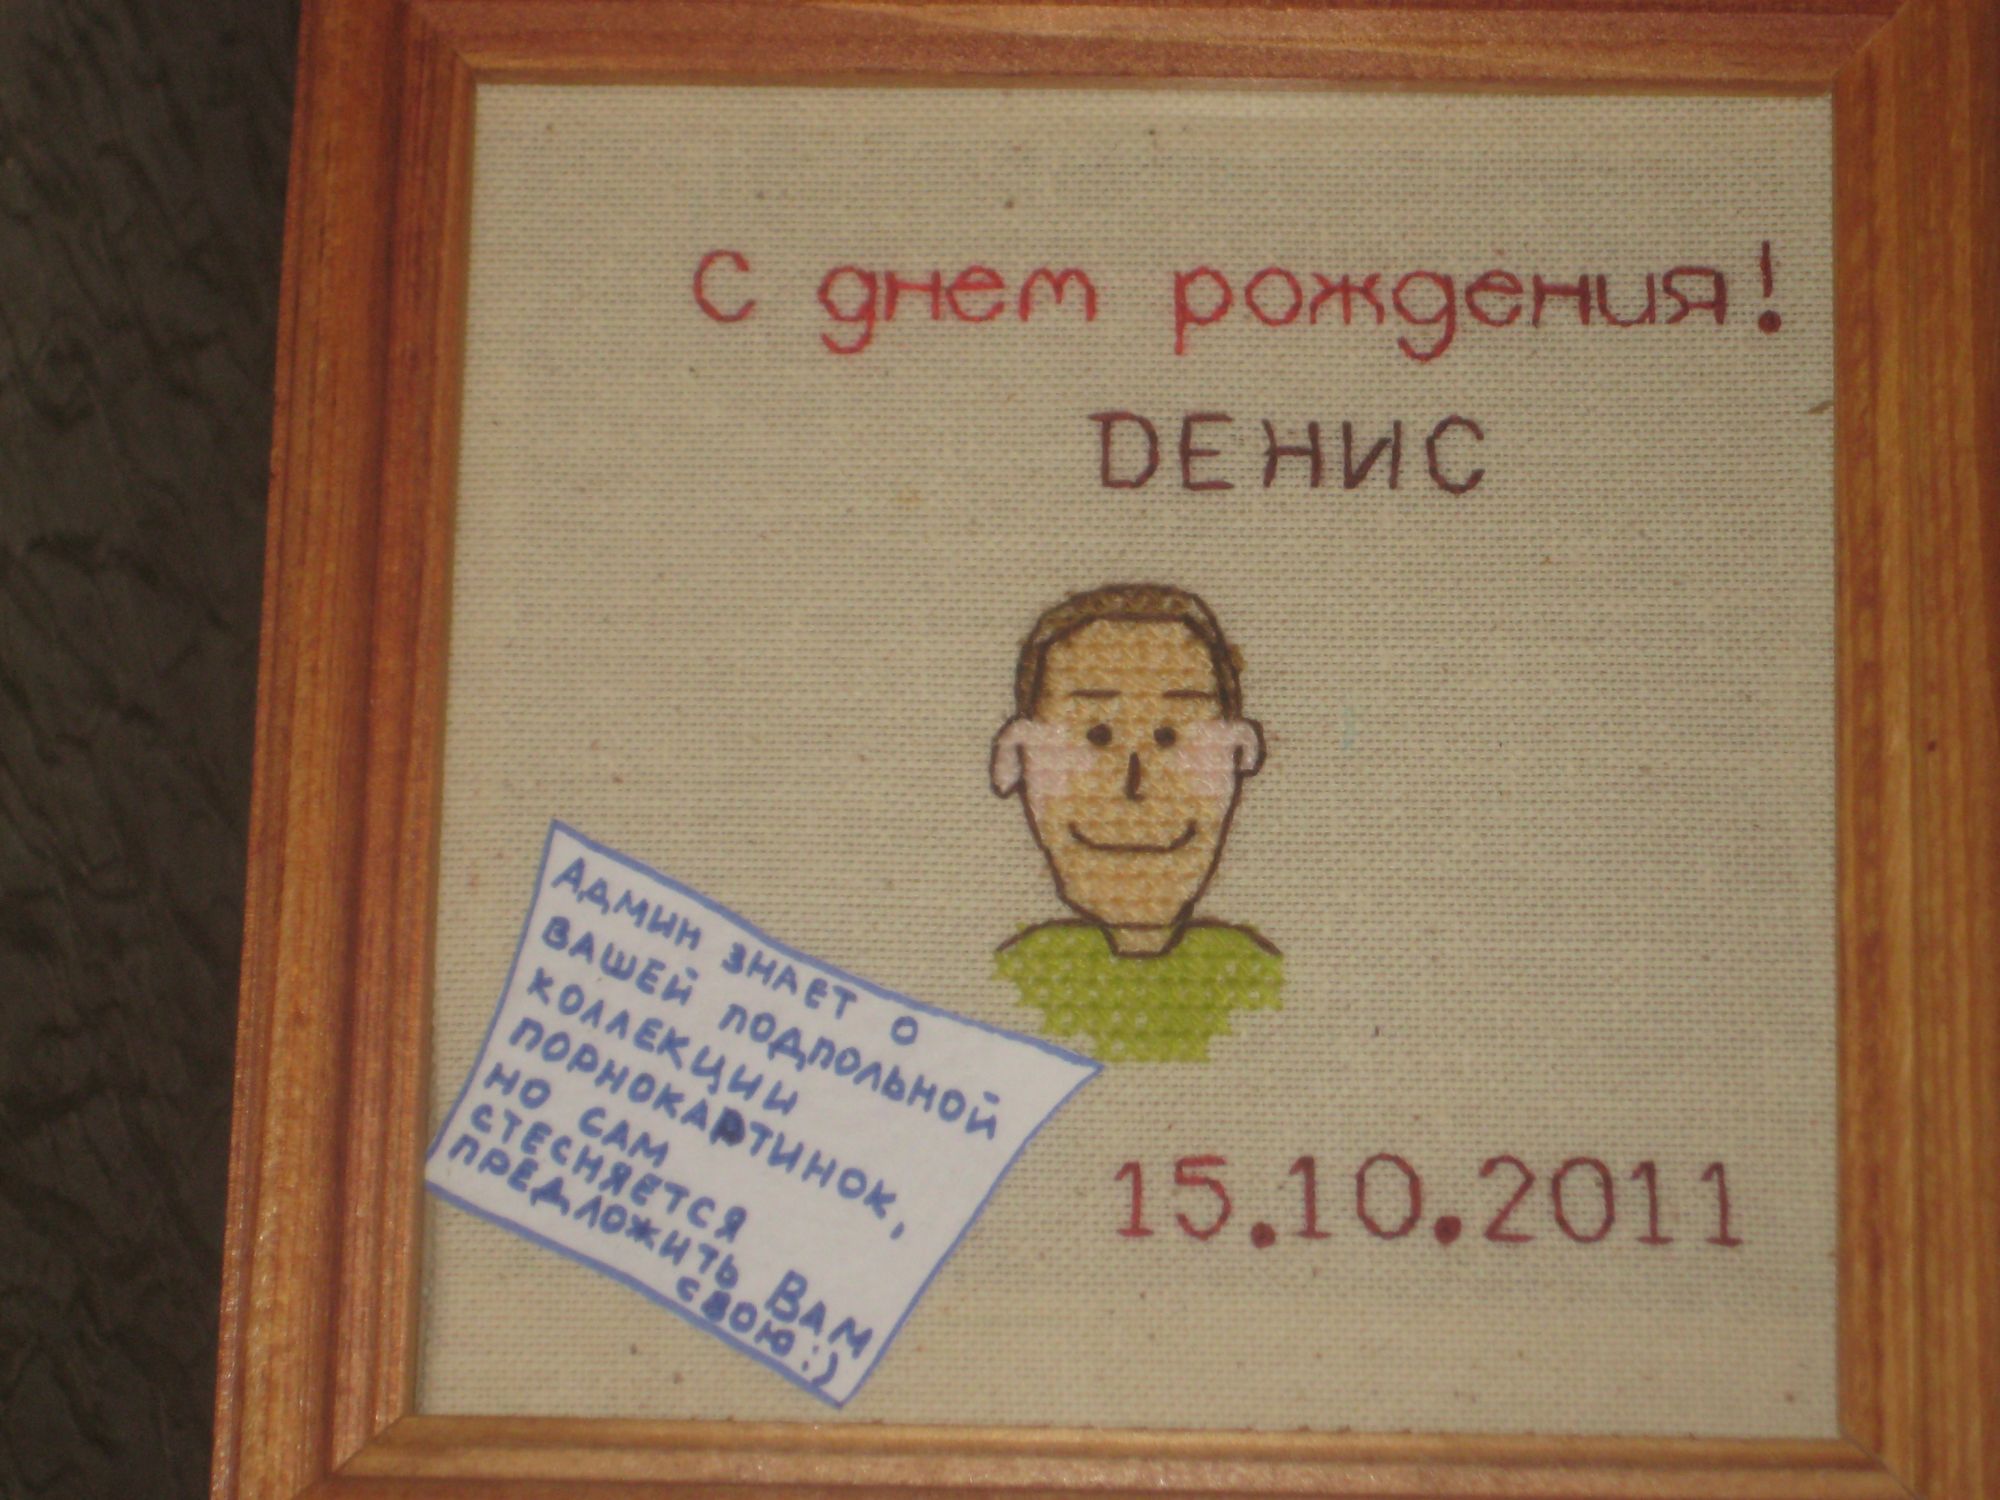 С днем рождения!
DЕНИС
АДМИН ЗНАЕТ О
ВАШЕЙ ПОДПОЛЬНОЙ
КОЛЛЕКЦИИ
ПОРНОКАРТИНОК,
НО САМ
СТЕСНЯЕТСЯ
ПРЕДЛОЖИТЬ ВАМ
СВОЮ:)
15.10.2011